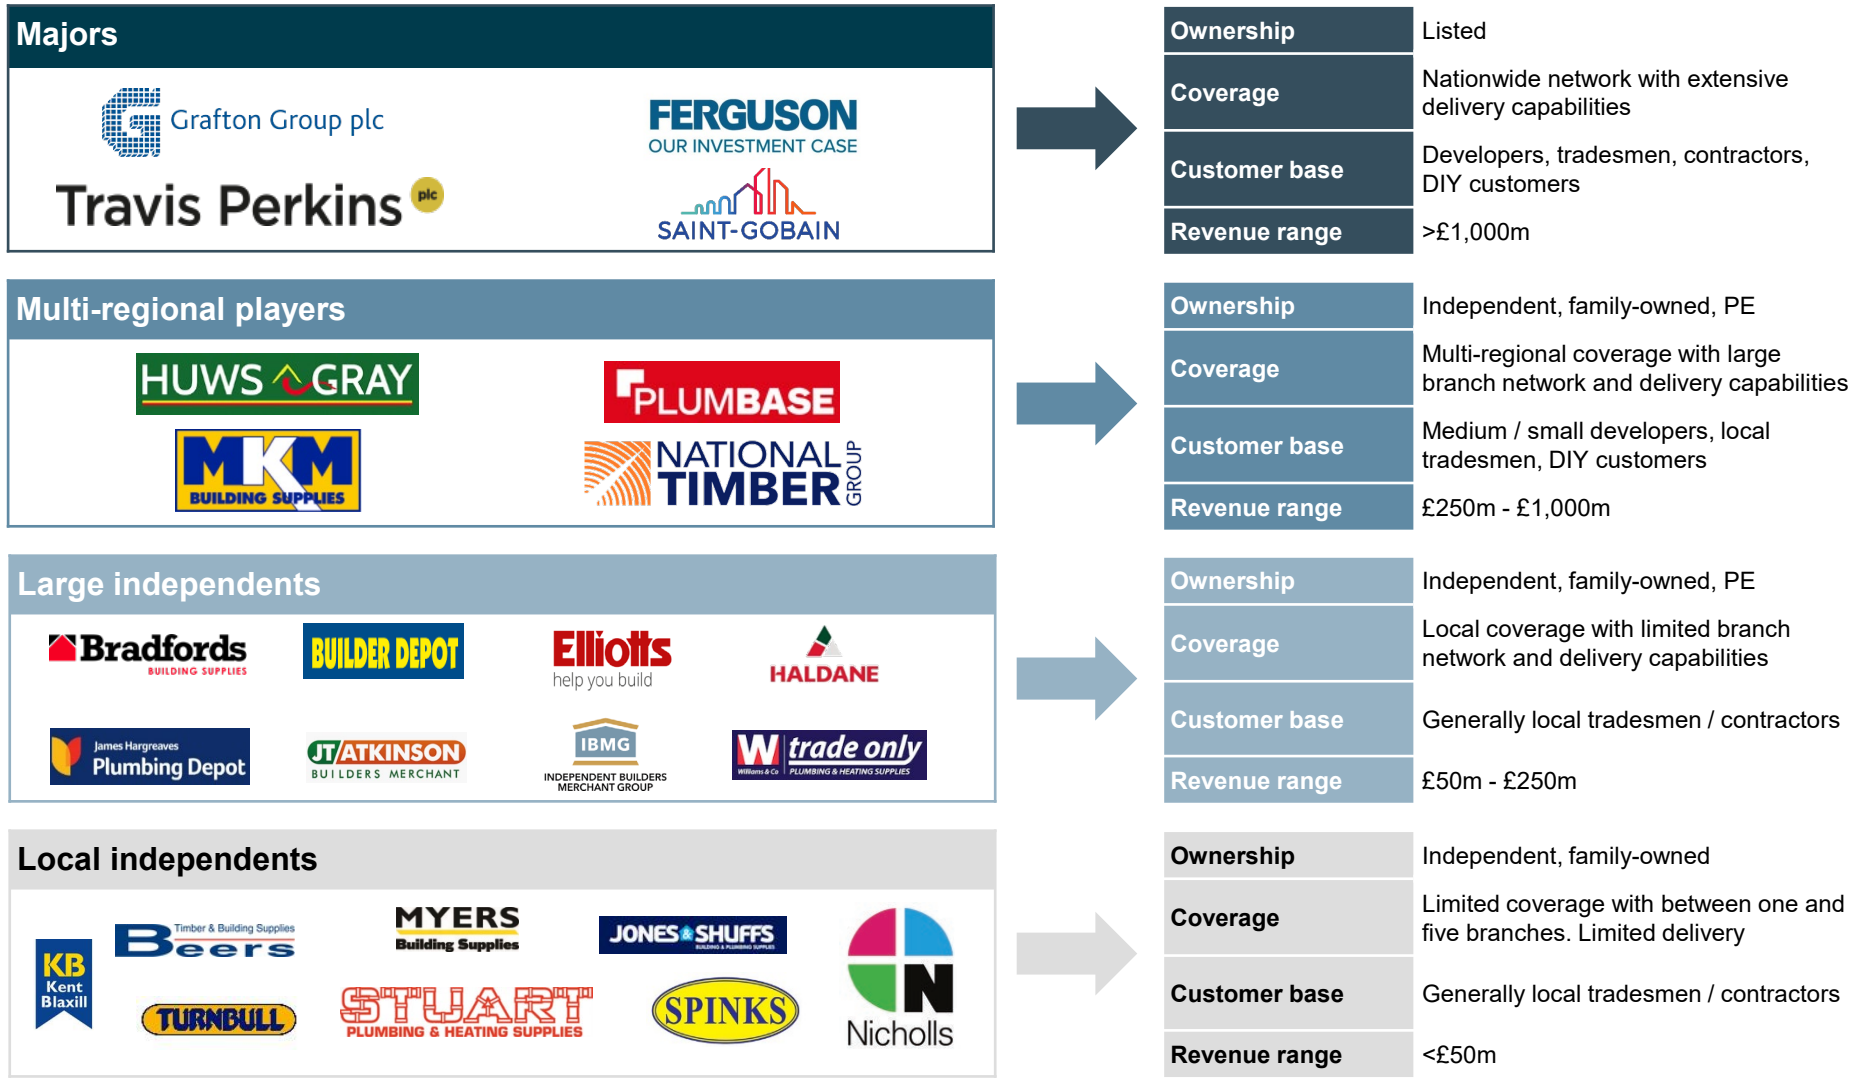 Majors
Grafton Group plc
FERGUSON
OUR INVESTMENT CASE
Travis Perkins plc
SAINT-GOBAIN
Ownership
Listed
Coverage
Nationwide network with extensive
delivery capabilities
Customer base
Developers, tradesmen, contractors,
DIY customers
Revenue range
>£1,000m
Multi-regional players
HUWS GRAY
PLUMBASE
MKM
BUILDING SUPPLIES
NATIONAL
TIMBER
GROUP
Ownership
Independent, family-owned, PE
Coverage
Multi-regional coverage with large
branch network and delivery capabilities
Customer base
Medium / small developers, local
tradesmen, DIY customers
Revenue range
£250m - £1,000m
Large independents
Bradfords
BUILDING SUPPLIES
BUILDER DEPOT
Elliotts
help you build
HALDANE
James Hargreaves
Plumbing Depot
JT/ATKINSON
BUILDERS MERCHANT
IBMG
INDEPENDENT BUILDERS
MERCHANT GROUP
W
Williams & Co
trade only
PLUMBING & HEATING SUPPLIES
Ownership
Independent, family-owned, PE
Coverage
Local coverage with limited branch
network and delivery capabilities
Customer base
Generally local tradesmen / contractors
Revenue range
£50m - £250m
Local independents
KB
Kent
Blaxill
Timber & Building Supplies
Beers
MYERS
Building Supplies
JONES & SHUFFS
BUILDING & PLUMBING SUPPLIES
N
Nicholls
TURNBULL
STUART
PLUMBING & HEATING SUPPLIES
SPINKS
Ownership
Independent, family-owned
Coverage
Limited coverage with between one and
five branches. Limited delivery
Customer base
Generally local tradesmen / contractors
Revenue range
<£50m